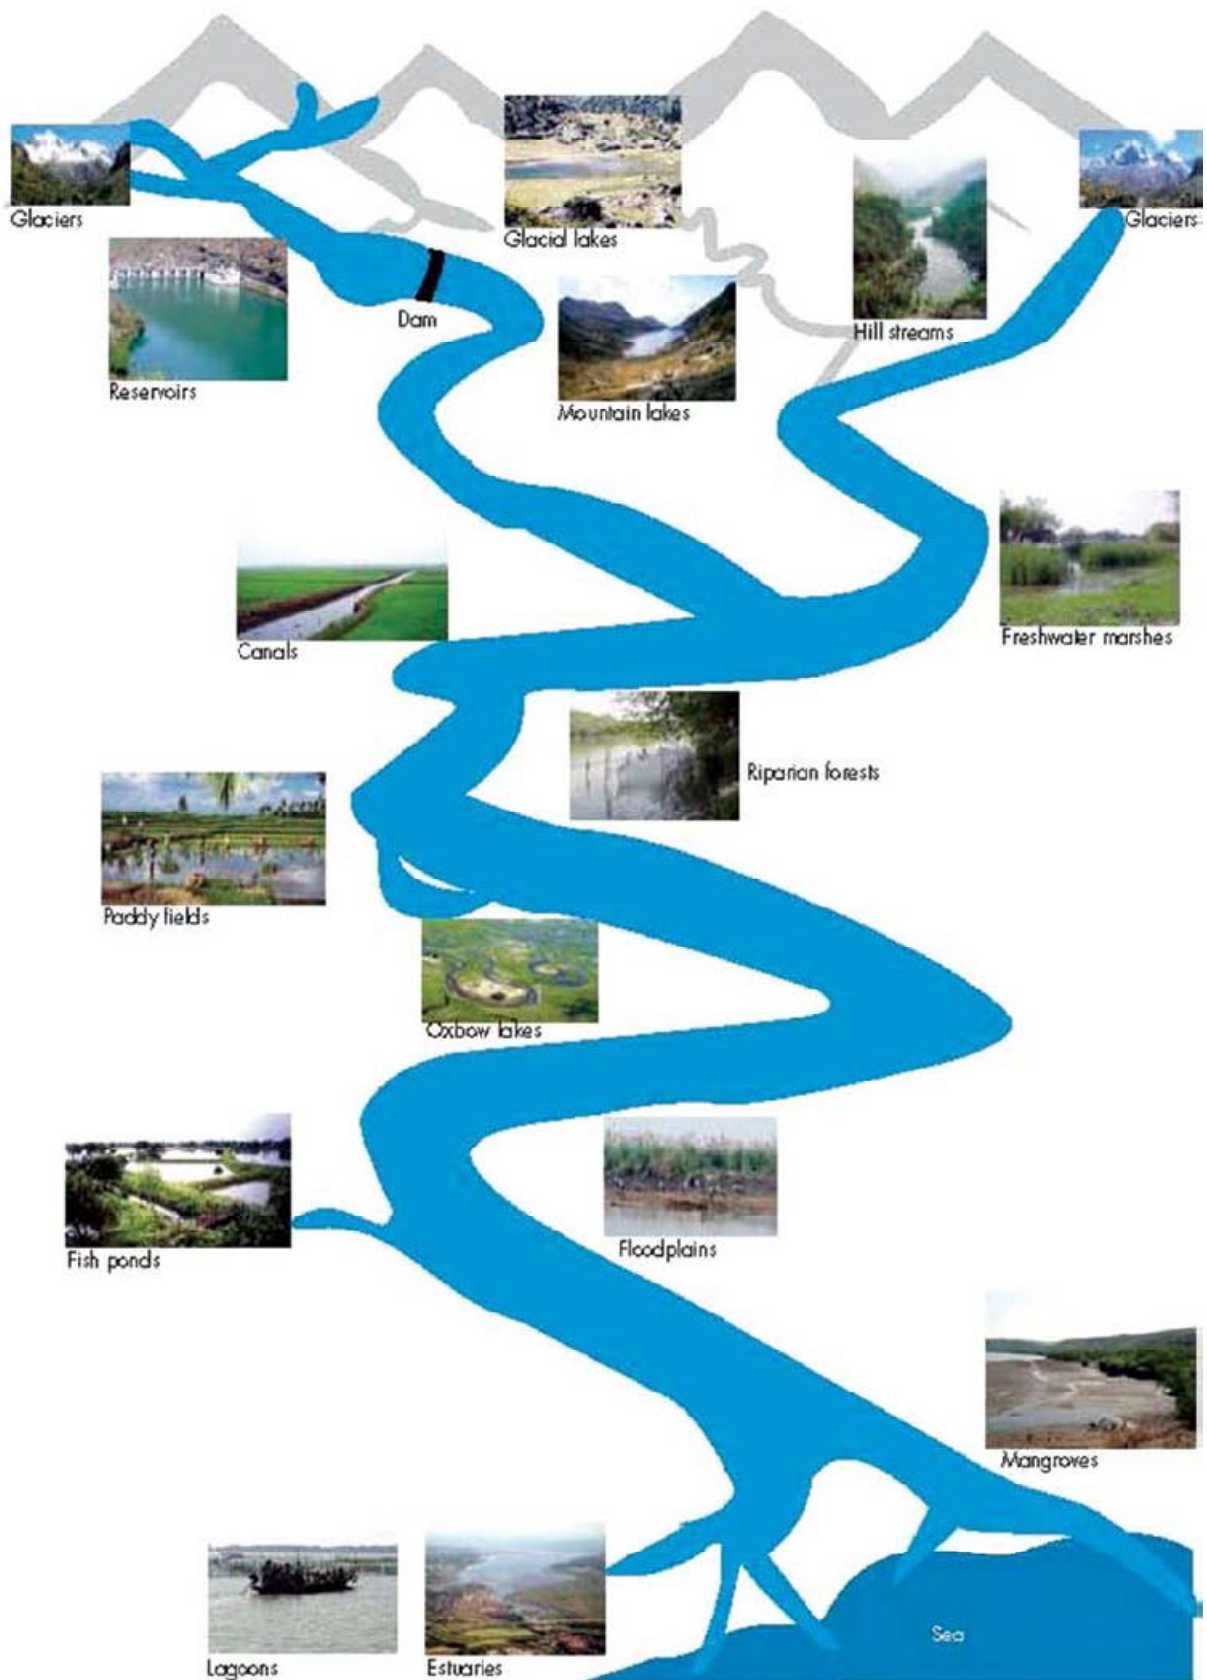 Glaciers
Glacial lakes
Glaciers
Hill streams
Dam
Reservoirs
Mountain lakes
Canals
Freshwater marshes
Riparian forests
Paddy fields
Oxbow lakes
Fish ponds
Floodplains
Mangroves
Sea
Lagoons
Estuaries